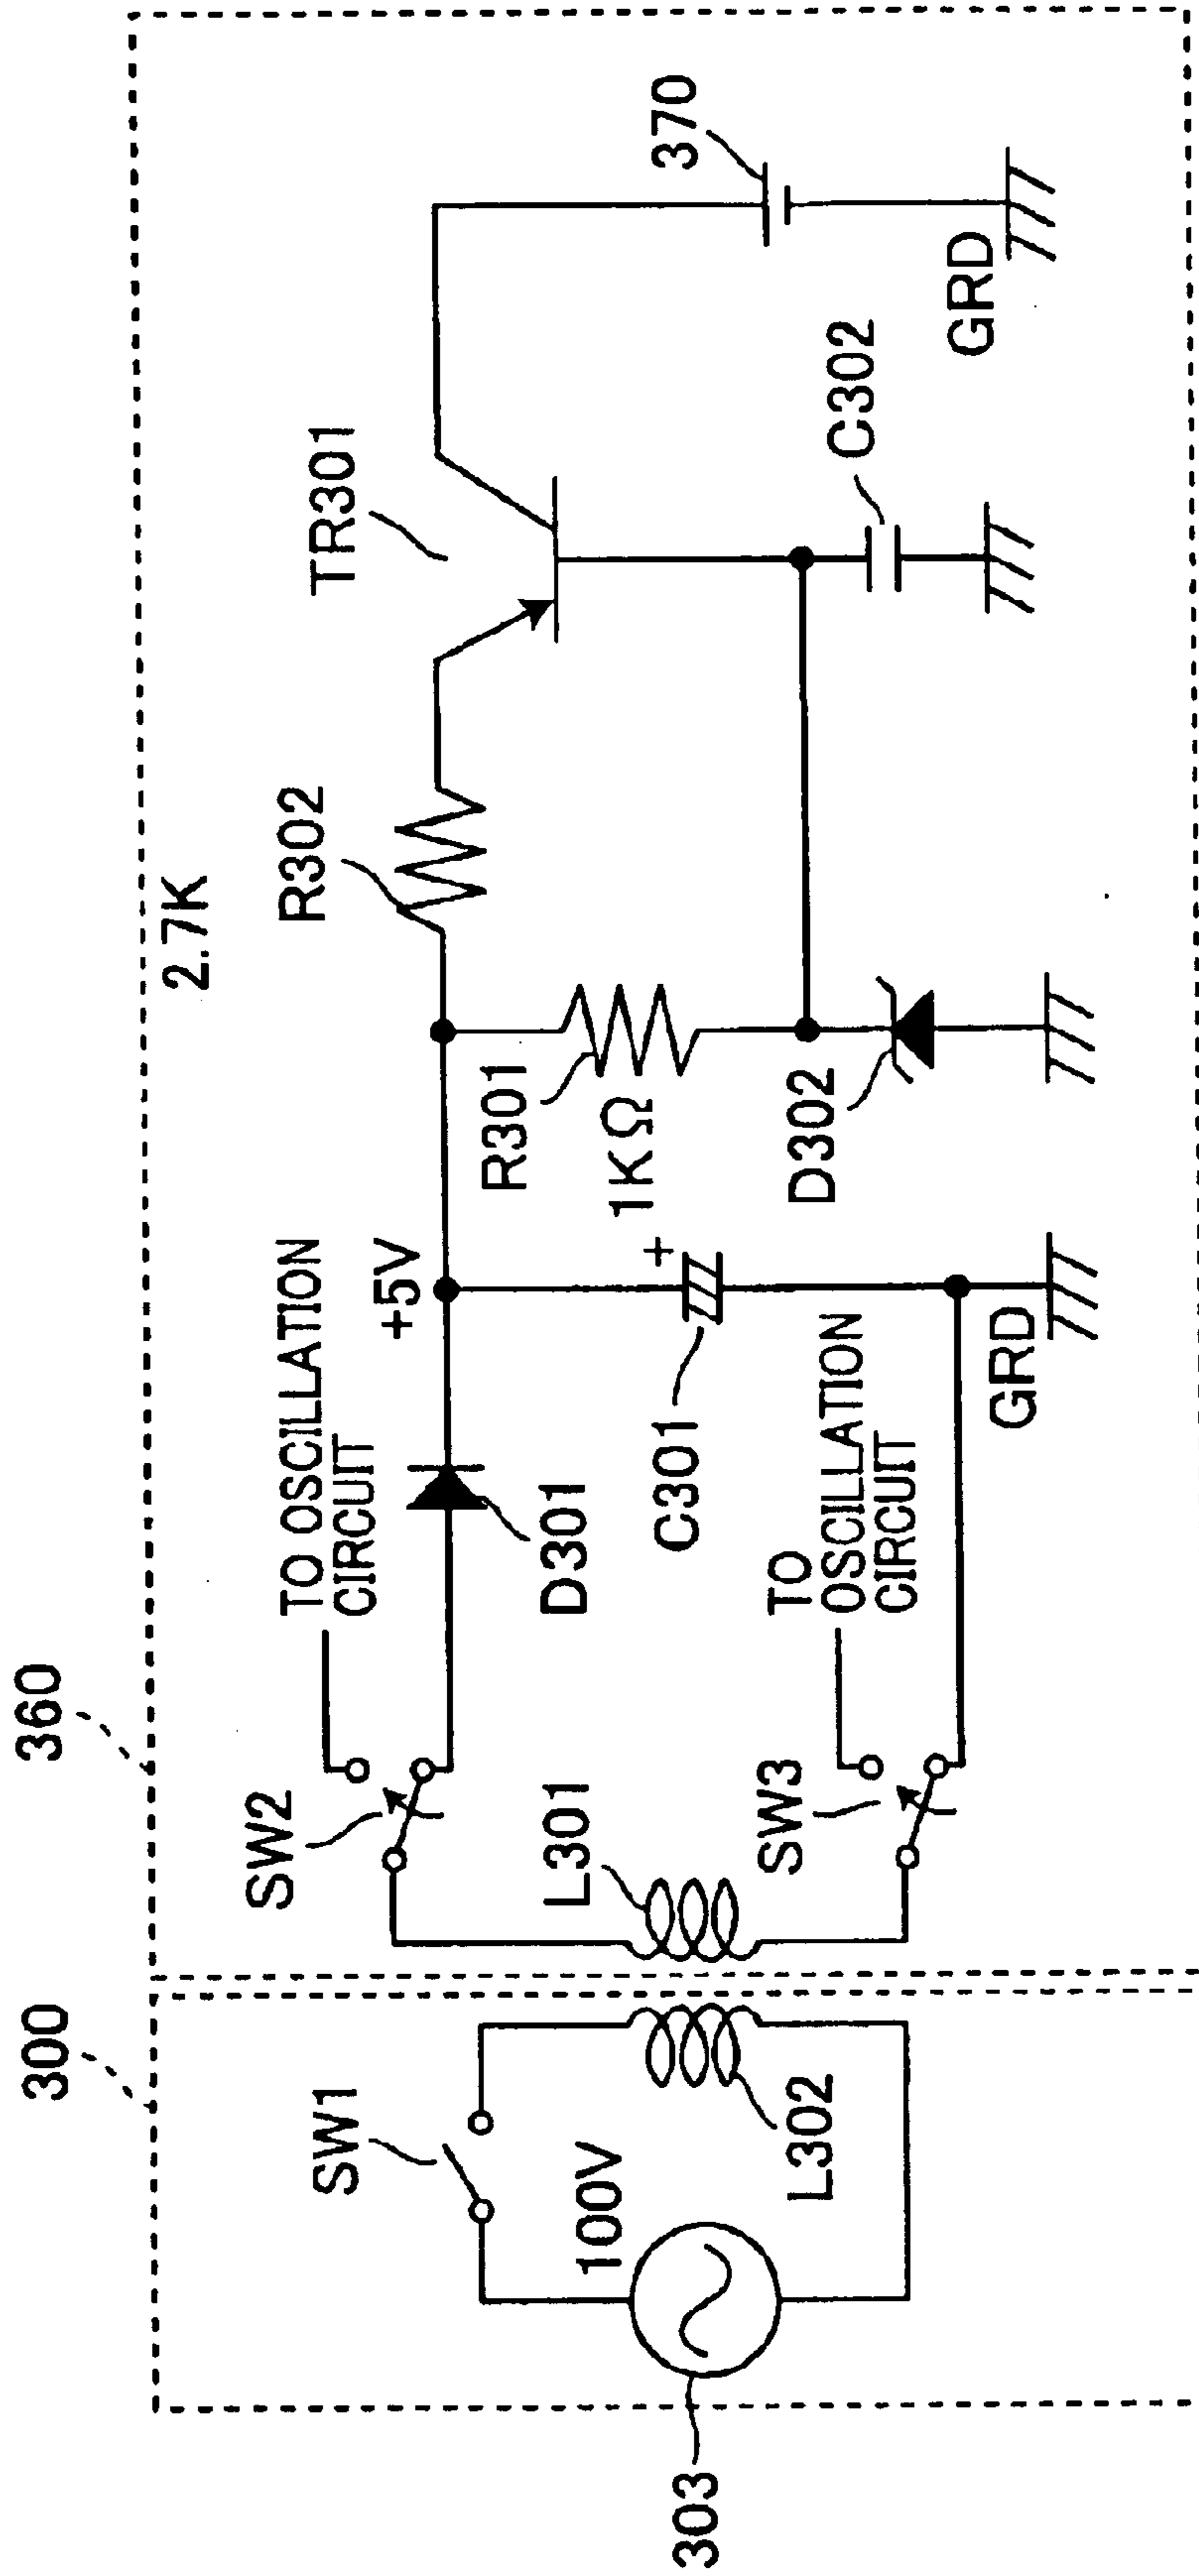 300
360
SW1
100V
303
L302
SW2
L301
SW3
TO OSCILLATION
CIRCUIT
D301
+5V
TO
OSCILLATION
CIRCUIT
C301
+
GRD
2.7K
R302
R301
1KΩ
D302
TR301
C302
370
GRD